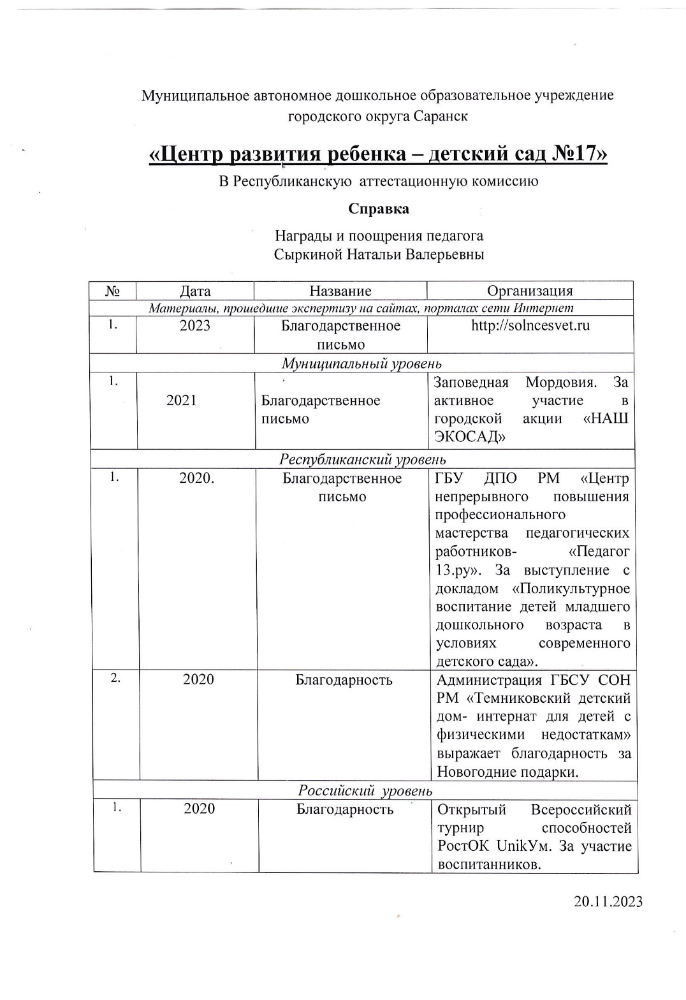 Муниципальное автономное дошкольное образовательное учреждение
городского округа Саранск
«Центр развития ребенка – детский сад №17»
В Республиканскую аттестационную комиссию
Справка
Награды и поощрения педагога
Сыркиной Натальи Валерьевны
№ Дата Название Организация
Материалы, прошедшие экспертизу на сайтах, порталах сети Интернет
1. 2023 Благодарственное http://solncesvet.ru
письмо
Муниципальный уровень
1. Заповедная Мордовия. За
2021 Благодарственное активное участие в
письмо городской акции «НАШ
ЭКОСАД»
Республиканский уровень
1. 2020. Благодарственное ГБУ ДПО РМ «Центр
письмо непрерывного повышения
профессионального
мастерства педагогических
работников- «Педагог
13.ру». За выступление с
докладом «Поликультурное
воспитание детей младшего
дошкольного возраста в
условиях современного
детского сада».
2. 2020 Благодарность Администрация ГБСУ СОН
РМ «Темниковский детский
дом- интернат для детей с
физическими недостаткам»
выражает благодарность за
Новогодние подарки.
Российский уровень
1. 2020 Благодарность Открытый Всероссийский
турнир способностей
РостОК UnikУм. За участие
воспитанников.
20.11.2023